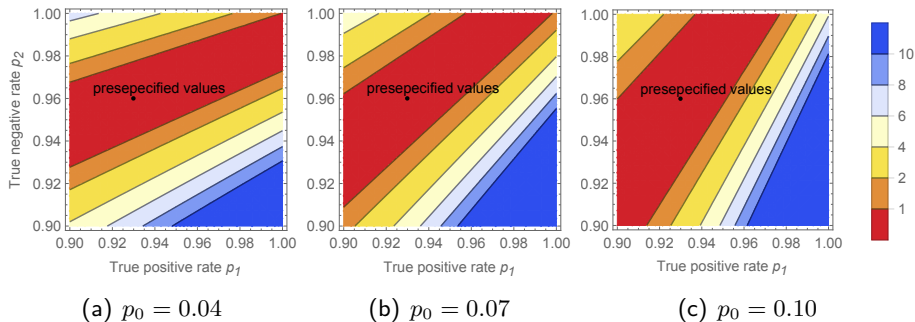 True negative rate p2
1.00
0.98
0.96
0.94
0.92
0.90
presepecified values
0.90 0.92 0.94 0.96 0.98 1.00
True positive rate p1
(a) p0 = 0.04
1.00
0.98
0.96
0.94
0.92
0.90
presepecified values
0.90 0.92 0.94 0.96 0.98 1.00
True positive rate p1
(b) p0 = 0.07
1.00
0.98
0.96
0.94
0.92
0.90
presepecified values
0.90 0.92 0.94 0.96 0.98 1.00
True positive rate p1
(c) p0 = 0.10
10
8
6
4
2
1